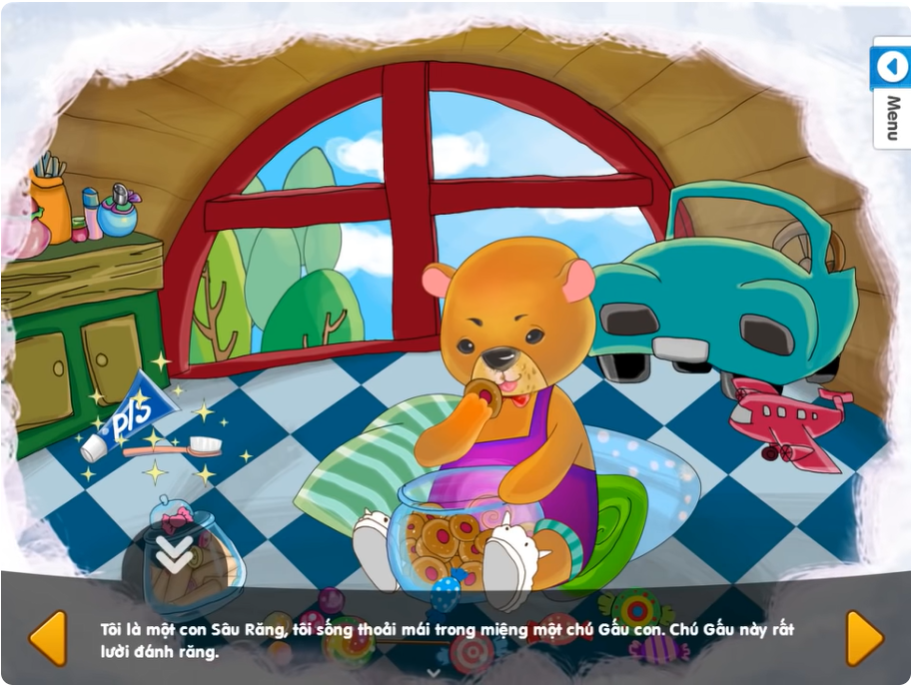 Menu
p/s
Tôi là một con Sâu Răng, tôi sống thoải mái trong miệng một chú Gấu con. Chú Gấu này rất
lười đánh răng.